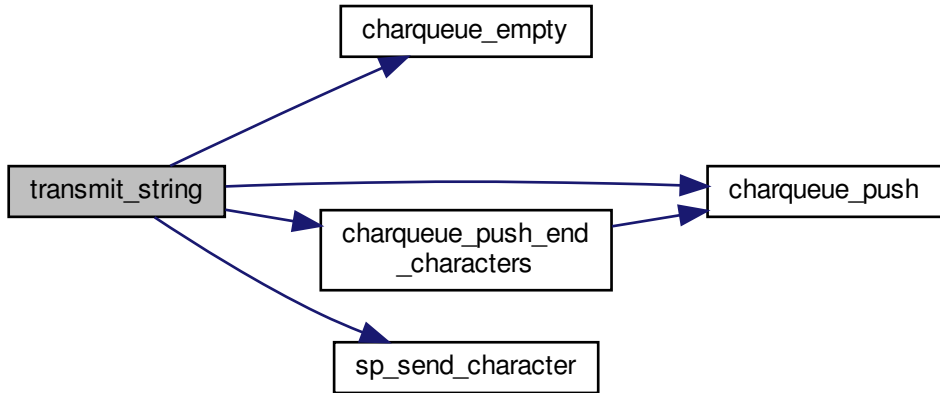 charqueue_empty
transmit_string
charqueue_push
charqueue_push_end
_characters
sp_send_character